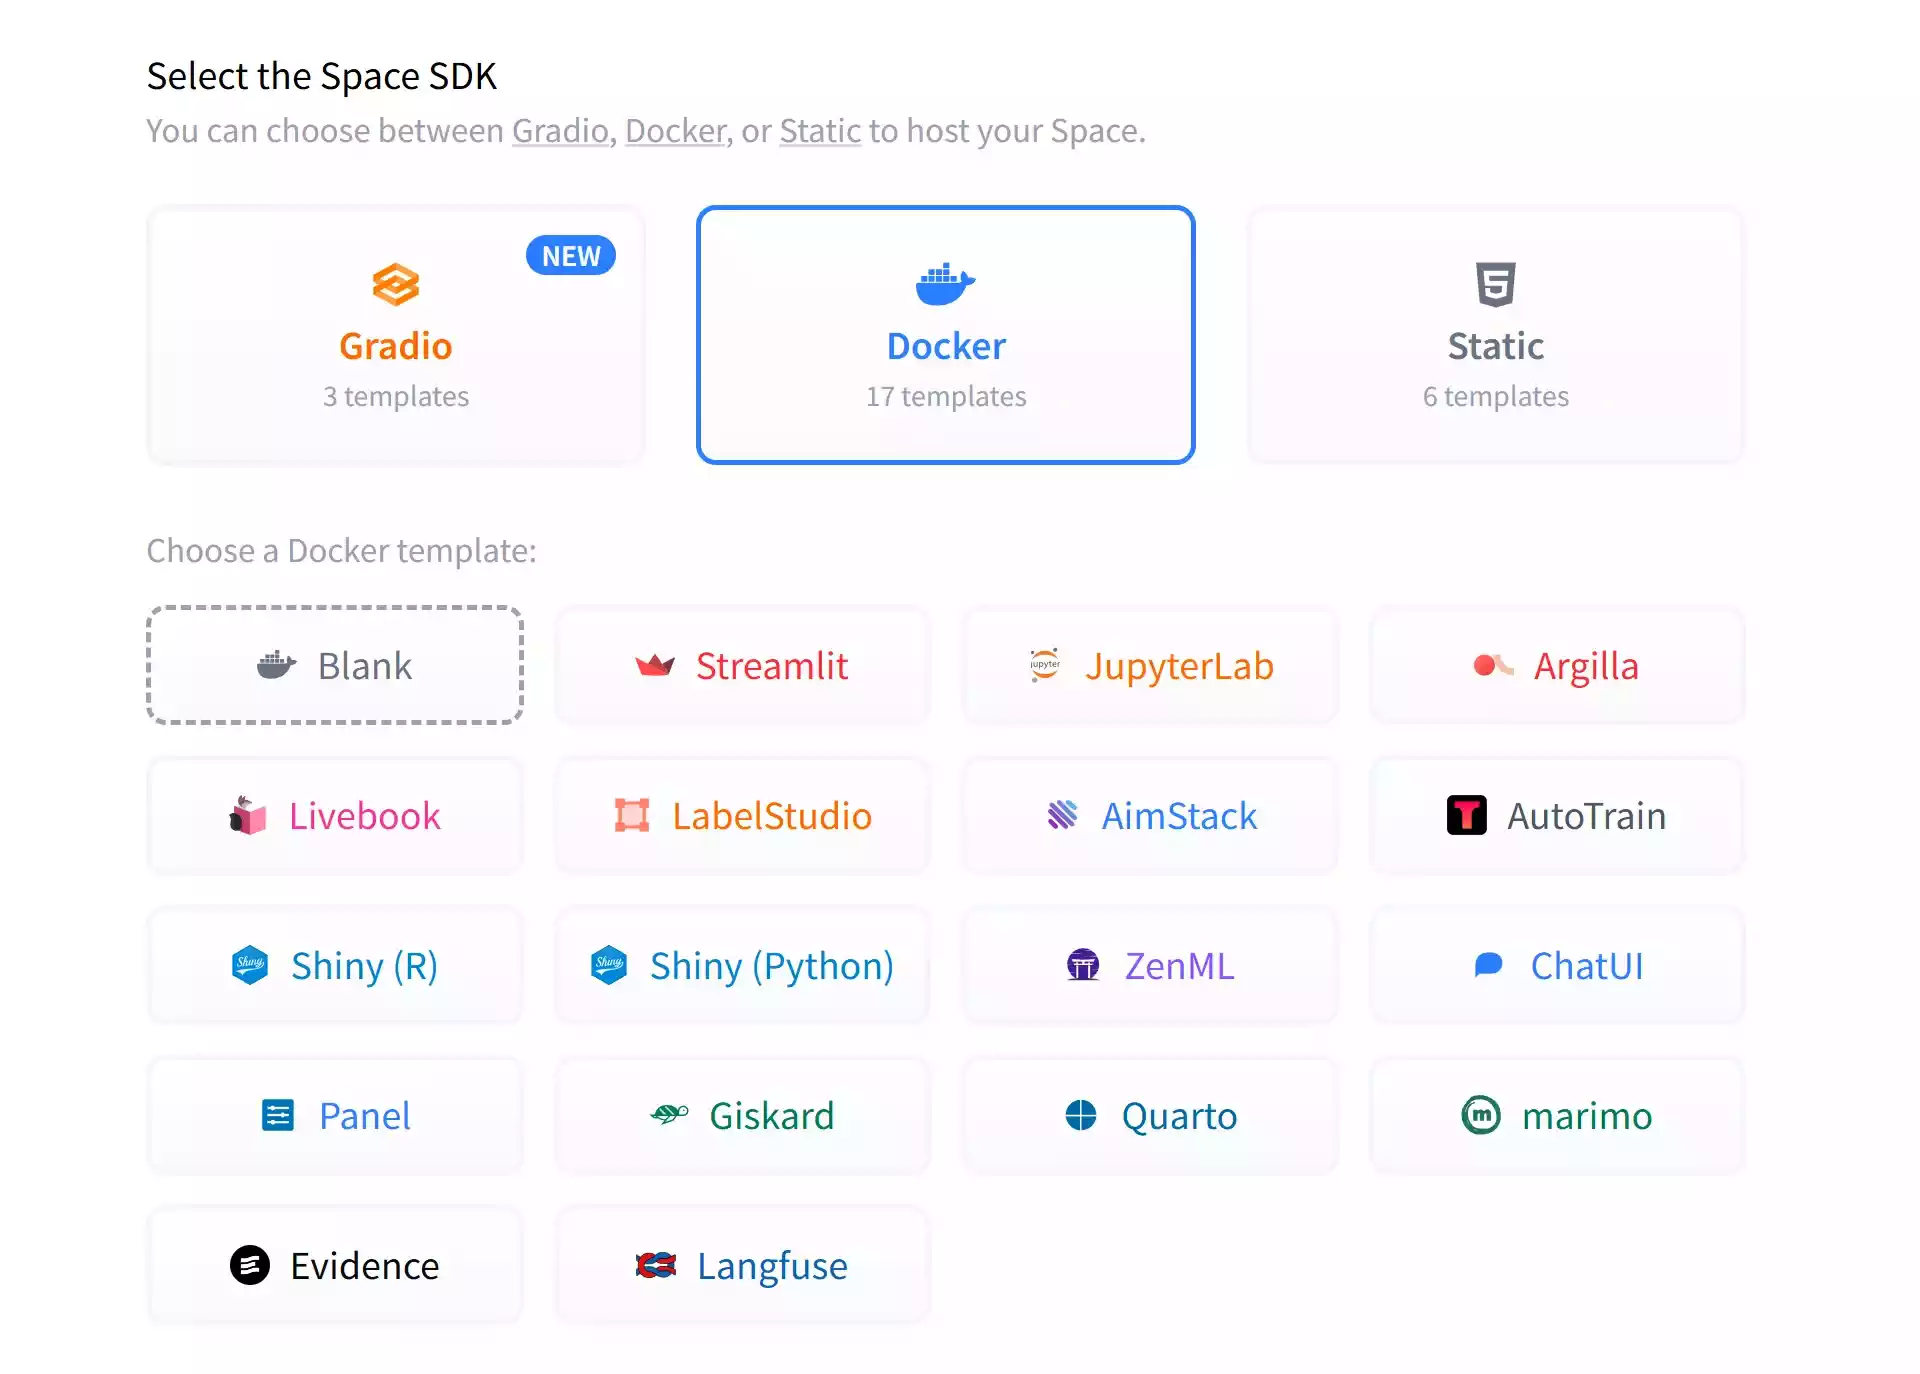 Select the Space SDK
You can choose between Gradio, Docker, or Static to host your Space.
NEW
Gradio
3 templates
Docker
17 templates
Static
6 templates
Choose a Docker template:
Blank
Streamlit
jupyter
JupyterLab
Argilla
Livebook
LabelStudio
AimStack
T
AutoTrain
Shiny
Shiny (R)
Shiny
Shiny (Python)
ZenML
ChatUI
Panel
Giskard
Quarto
m
marimo
Evidence
Langfuse